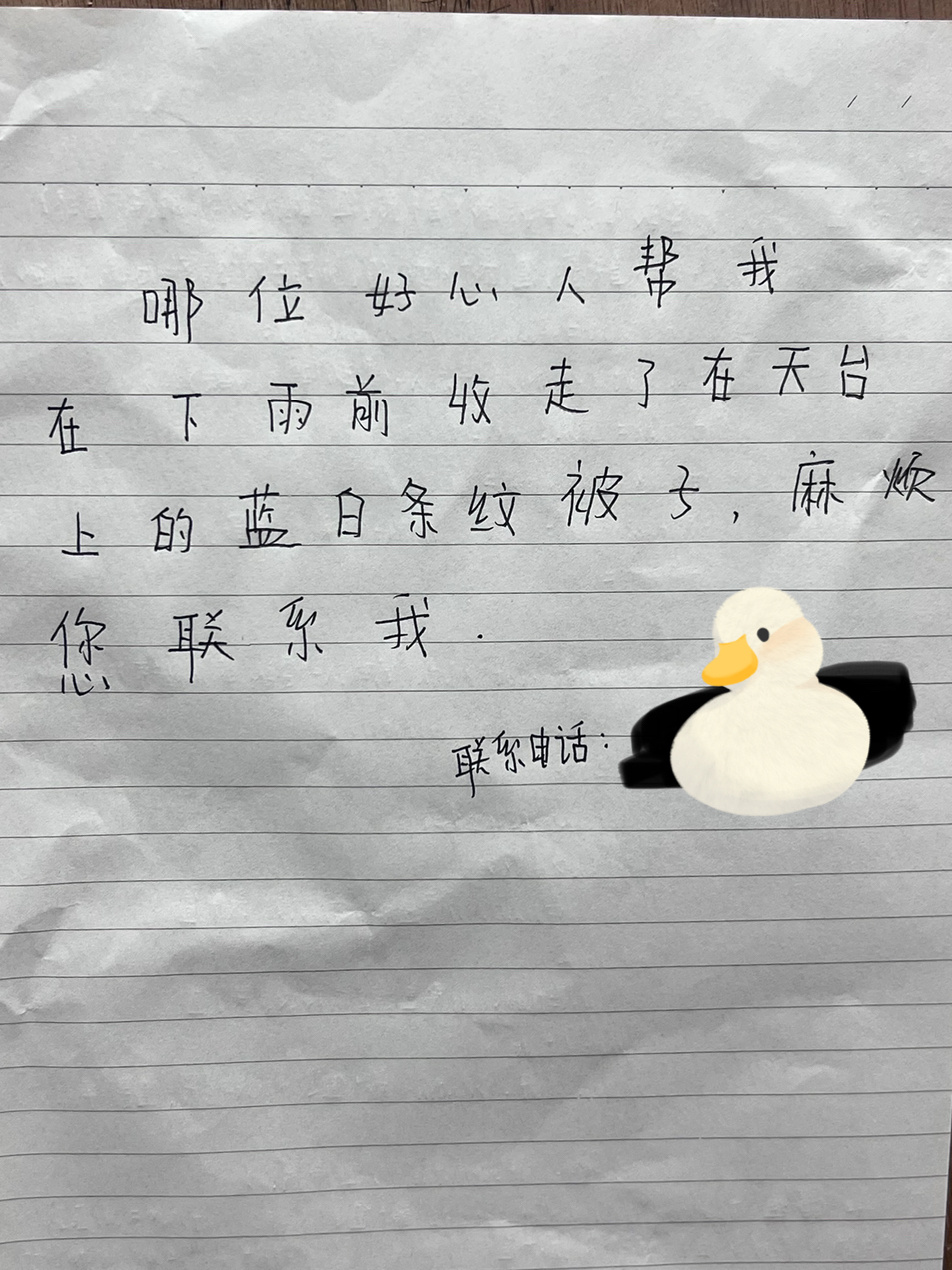 哪位好心人帮我
在下雨前收走了在天台
上的蓝白条纹被子，麻烦
您联系我.
联系电话：